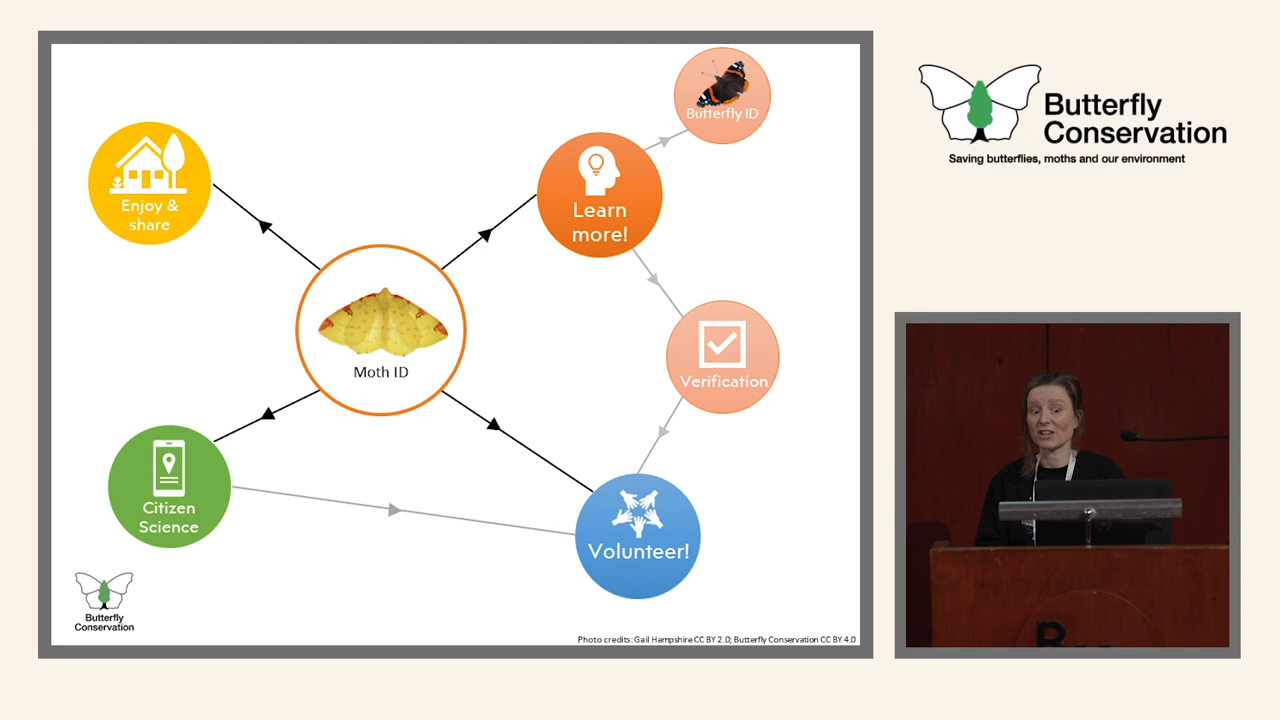 Butterfly ID
Enjoy &
share
Learn
more!
Moth ID
Verification
Citizen
Science
Volunteer!
Butterfly
Conservation
Photo credits: Gail Hampshire CC BY 2.0; Butterfly Conservation CC BY 4.0
Butterfly
Conservation
Saving butterflies, moths and our environment